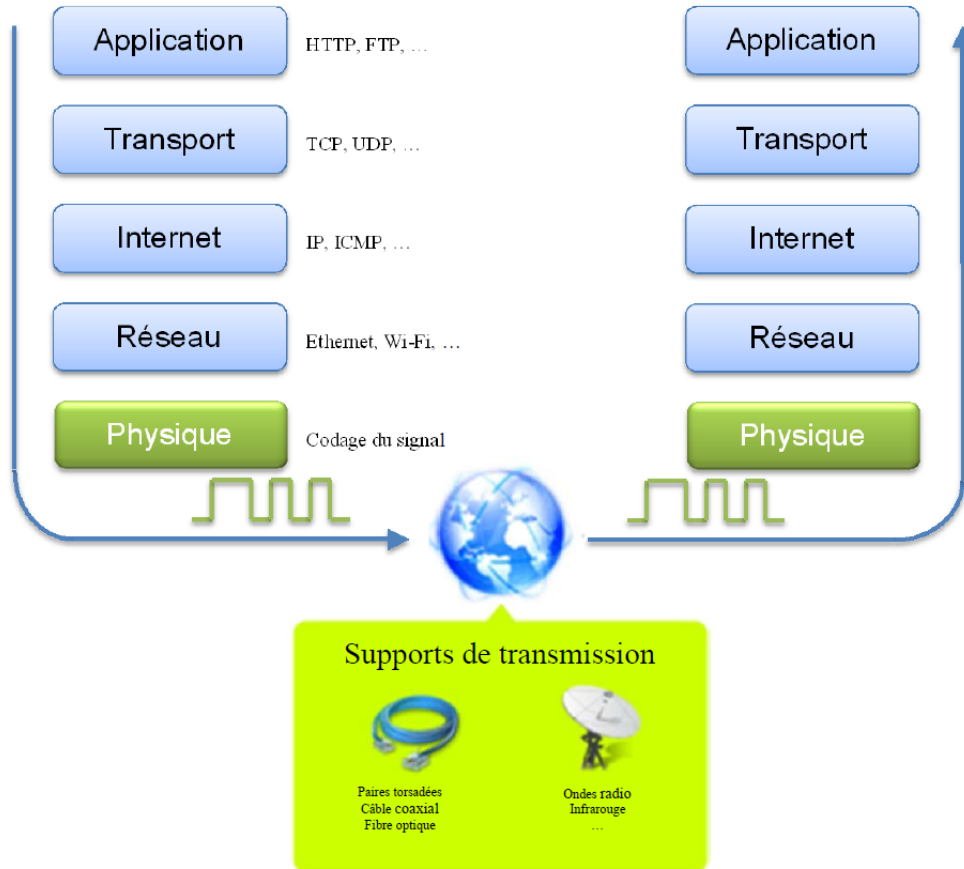 Application HTTP, FTP, … Application
Transport TCP, UDP, … Transport
Internet IP, ICMP, … Internet
Réseau Ethernet, Wi-Fi, … Réseau
Physique Codage du signal Physique
Supports de transmission
Paires torsadées
Câble coaxial
Fibre optique
Ondes radio
Infrarouge
…